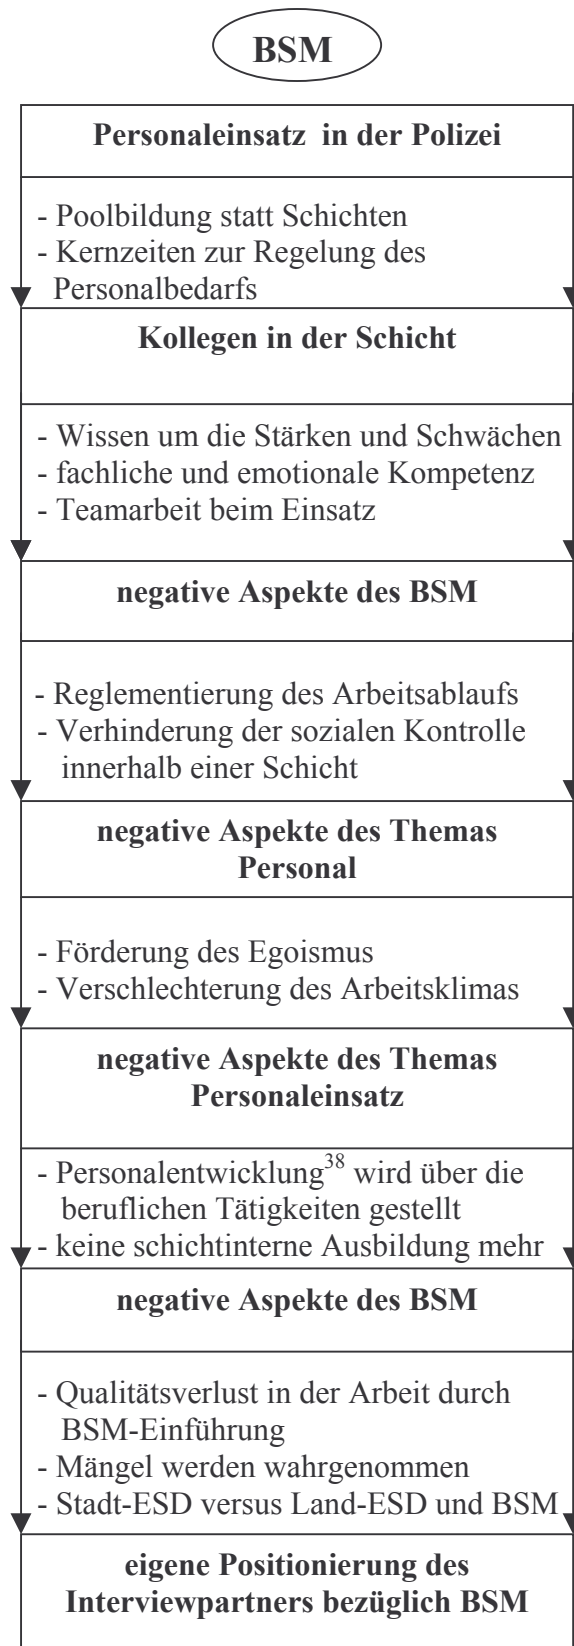 BSM
Personaleinsatz in der Polizei
- Poolbildung statt Schichten
- Kernzeiten zur Regelung des
Personalbedarfs
Kollegen in der Schicht
- Wissen um die Stärken und Schwächen
- fachliche und emotionale Kompetenz
- Teamarbeit beim Einsatz
negative Aspekte des BSM
- Reglementierung des Arbeitsablaufs
- Verhinderung der sozialen Kontrolle
innerhalb einer Schicht
negative Aspekte des Themas
Personal
- Förderung des Egoismus
- Verschlechterung des Arbeitsklimas
negative Aspekte des Themas
Personaleinsatz
- Personalentwicklung³⁸ wird über die
beruflichen Tätigkeiten gestellt
- keine schichtinterne Ausbildung mehr
negative Aspekte des BSM
- Qualitätsverlust in der Arbeit durch
BSM-Einführung
- Mängel werden wahrgenommen
- Stadt-ESD versus Land-ESD und BSM
eigene Positionierung des
Interviewpartners bezüglich BSM